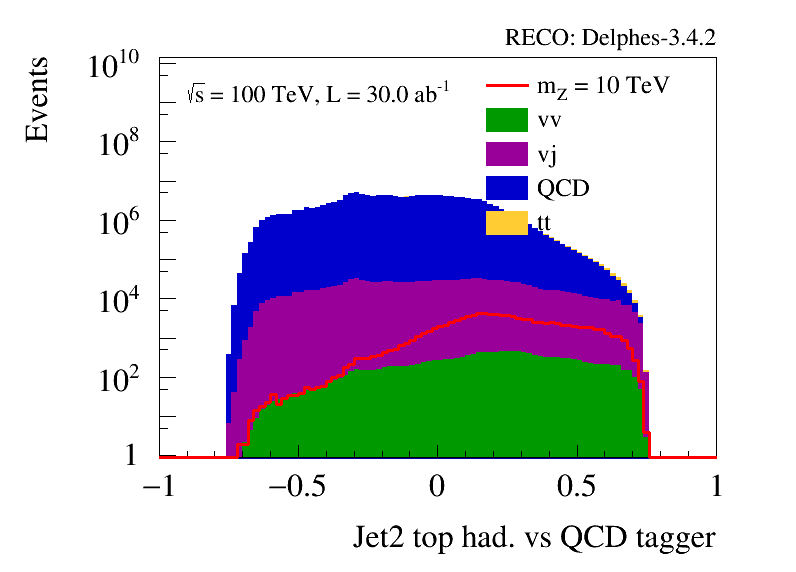 RECO: Delphes-3.4.2
Events
10^10
10^8
10^6
10^4
10^2
1
√s = 100 TeV, L = 30.0 ab^-1
m_Z = 10 TeV
vv
vj
QCD
tt
−1
−0.5
0
0.5
1
Jet2 top had. vs QCD tagger